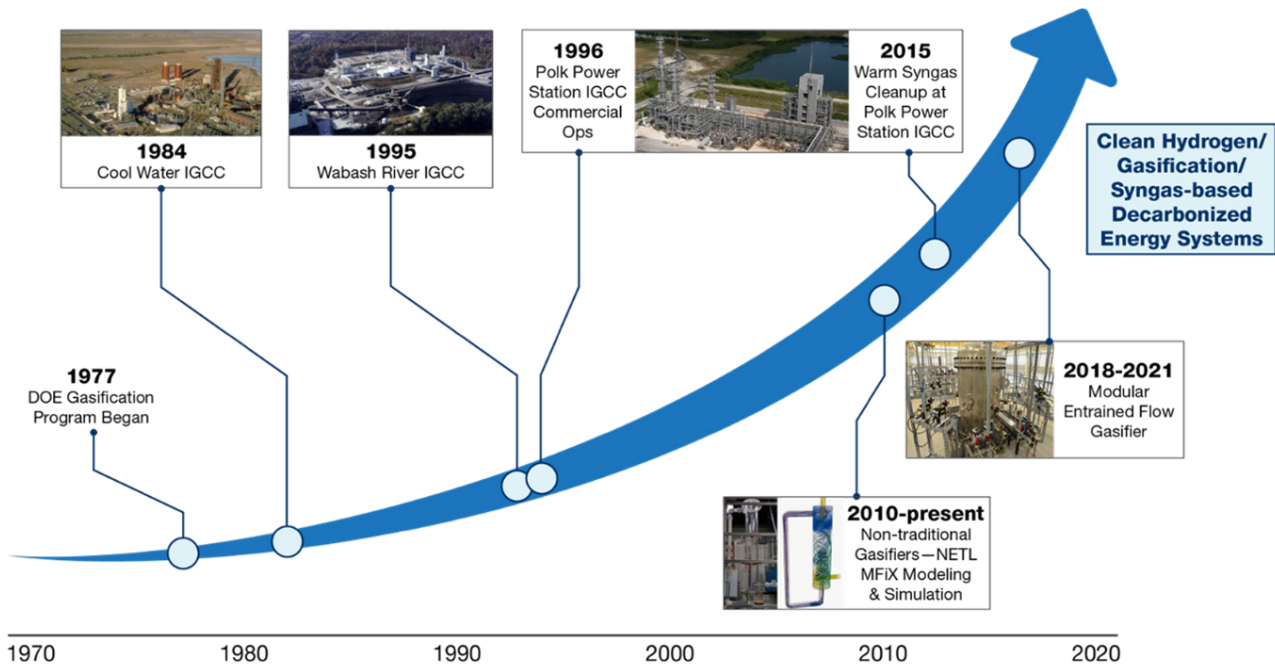 1984
Cool Water IGCC
1995
Wabash River IGCC
1996
Polk Power
Station IGCC
Commercial
Ops
2015
Warm Syngas
Cleanup at
Polk Power
Station IGCC
Clean Hydrogen/
Gasification/
Syngas-based
Decarbonized
Energy Systems
1977
DOE Gasification
Program Began
2018-2021
Modular
Entrained Flow
Gasifier
2010-present
Non-traditional
Gasifiers—NETL
MFiX Modeling
& Simulation
1970
1980
1990
2000
2010
2020